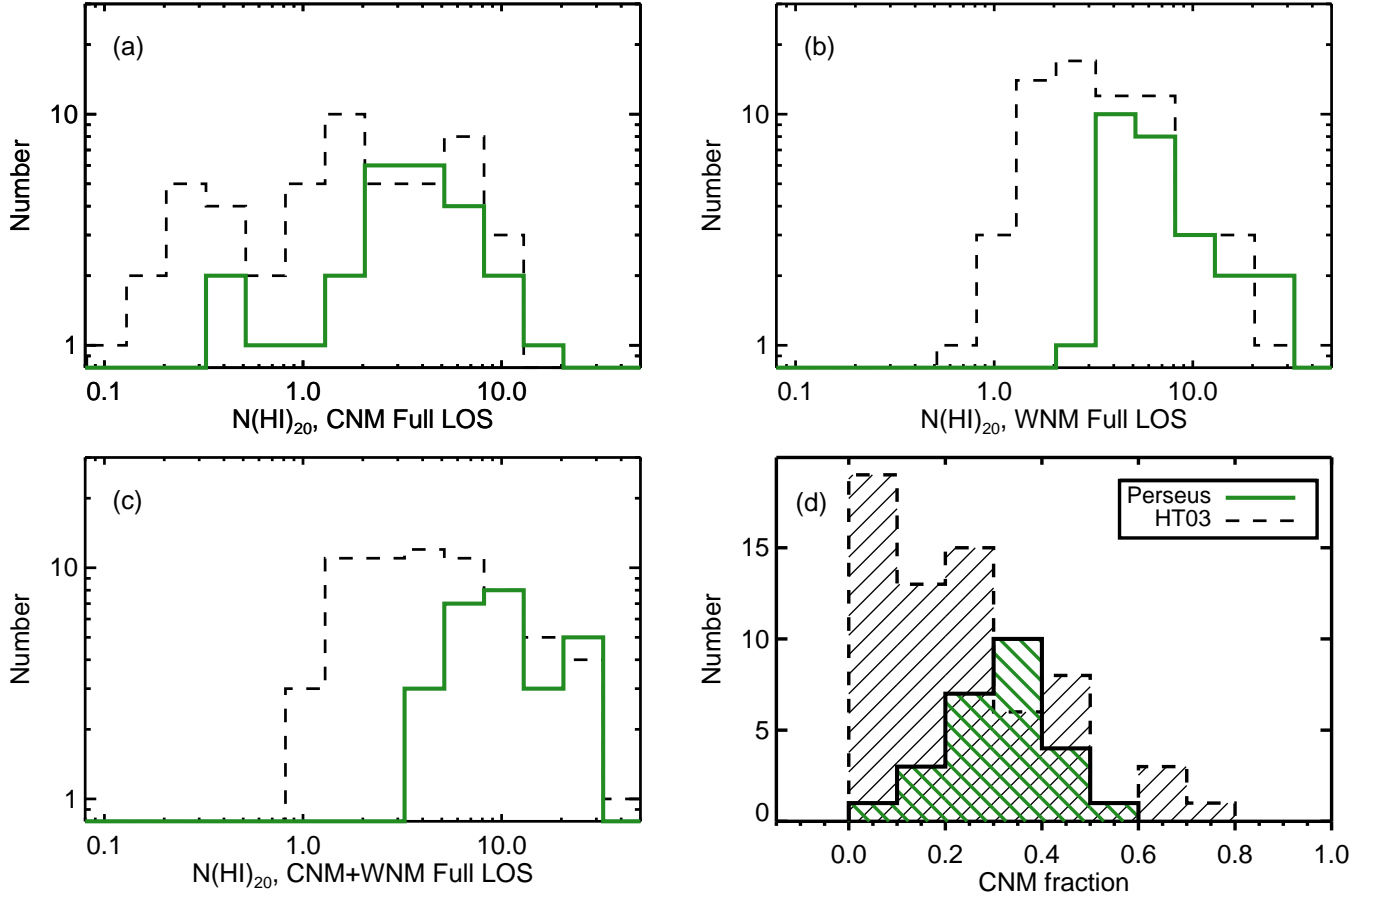 (a)
Number
10
1
0.1 1.0 10.0
N(HI)20, CNM Full LOS
(b)
Number
10
1
0.1 1.0 10.0
N(HI)20, WNM Full LOS
(c)
Number
10
1
0.1 1.0 10.0
N(HI)20, CNM+WNM Full LOS
(d)
Perseus
HT03
Number
15
10
5
0
0.0 0.2 0.4 0.6 0.8 1.0
CNM fraction